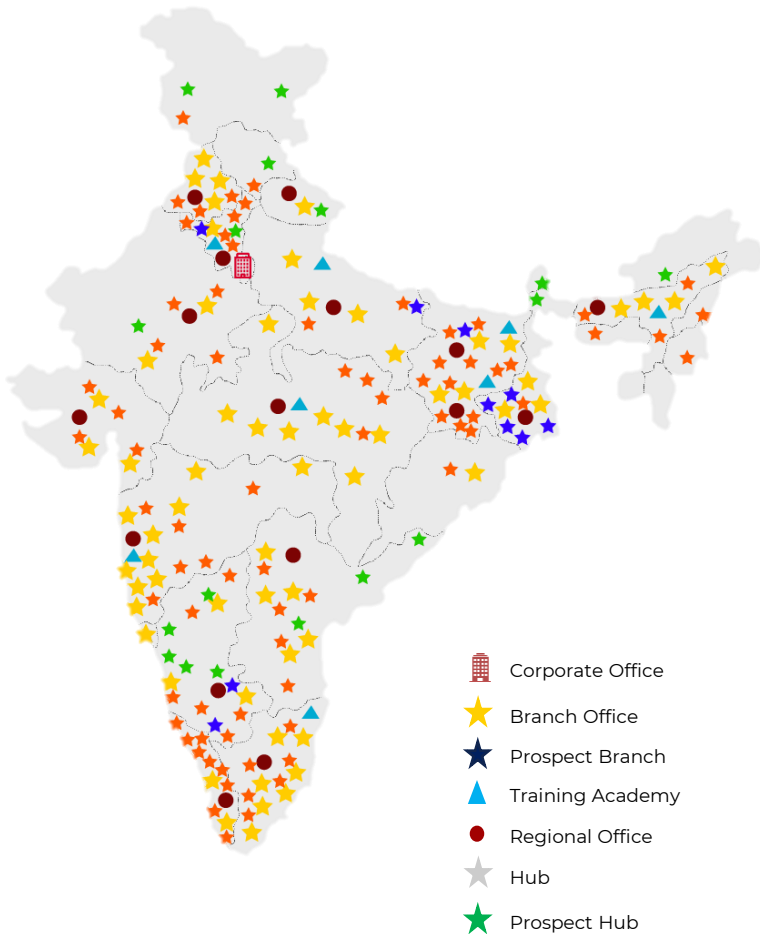 Corporate Office
Branch Office
Prospect Branch
Training Academy
Regional Office
Hub
Prospect Hub